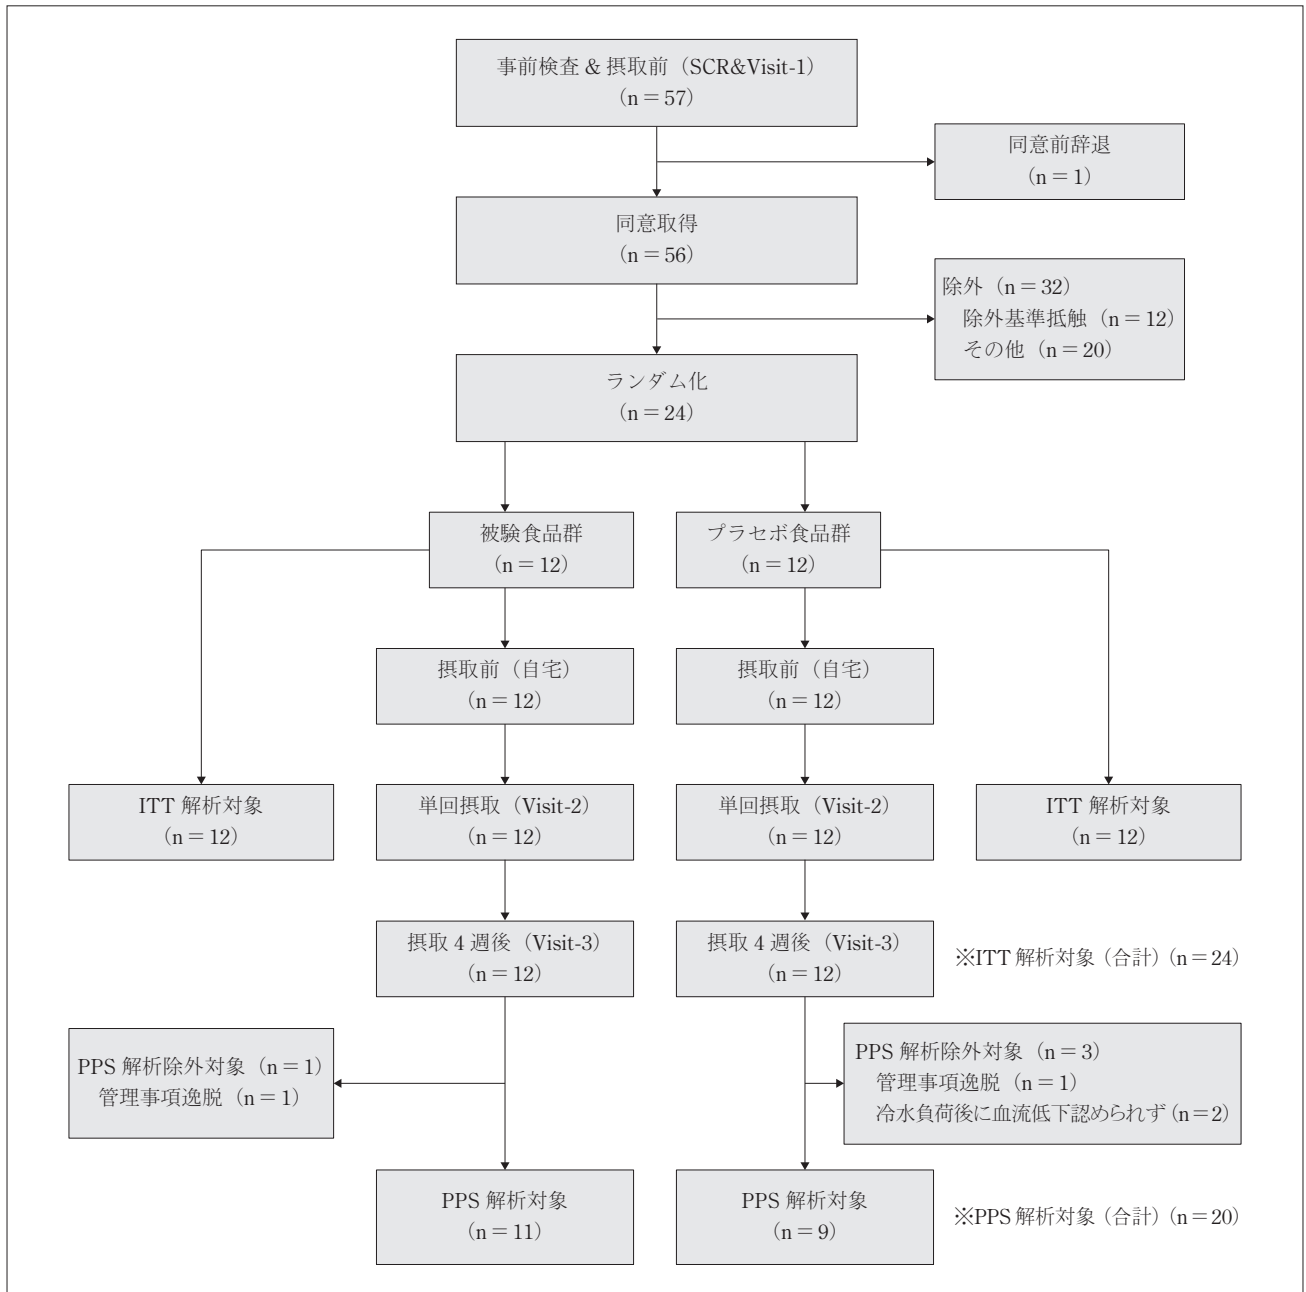 事前検査 & 摂取前（SCR&Visit-1）
（n = 57）
同意前辞退
（n = 1）
同意取得
（n = 56）
除外（n = 32）
除外基準抵触（n = 12）
その他（n = 20）
ランダム化
（n = 24）
被験食品群
（n = 12）
プラセボ食品群
（n = 12）
摂取前（自宅）
（n = 12）
摂取前（自宅）
（n = 12）
ITT 解析対象
（n = 12）
単回摂取（Visit-2）
（n = 12）
単回摂取（Visit-2）
（n = 12）
ITT 解析対象
（n = 12）
摂取 4 週後（Visit-3）
（n = 12）
摂取 4 週後（Visit-3）
（n = 12）
※ITT 解析対象（合計）（n = 24）
PPS 解析除外対象（n = 1）
管理事項逸脱（n = 1）
PPS 解析除外対象（n = 3）
管理事項逸脱（n = 1）
冷水負荷後に血流低下認められず（n = 2）
PPS 解析対象
（n = 11）
PPS 解析対象
（n = 9）
※PPS 解析対象（合計）（n = 20）